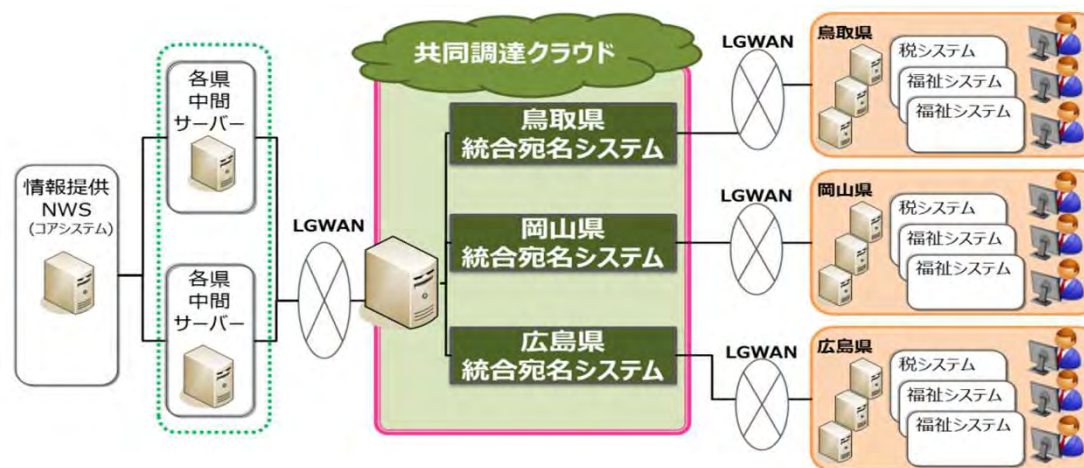 情報提供
NWS
(コアシステム)
各県
中間
サーバー
各県
中間
サーバー
LGWAN
共同調達クラウド
鳥取県
統合宛名システム
岡山県
統合宛名システム
広島県
統合宛名システム
LGWAN
LGWAN
LGWAN
鳥取県
税システム
福祉システム
福祉システム
岡山県
税システム
福祉システム
福祉システム
広島県
税システム
福祉システム
福祉システム